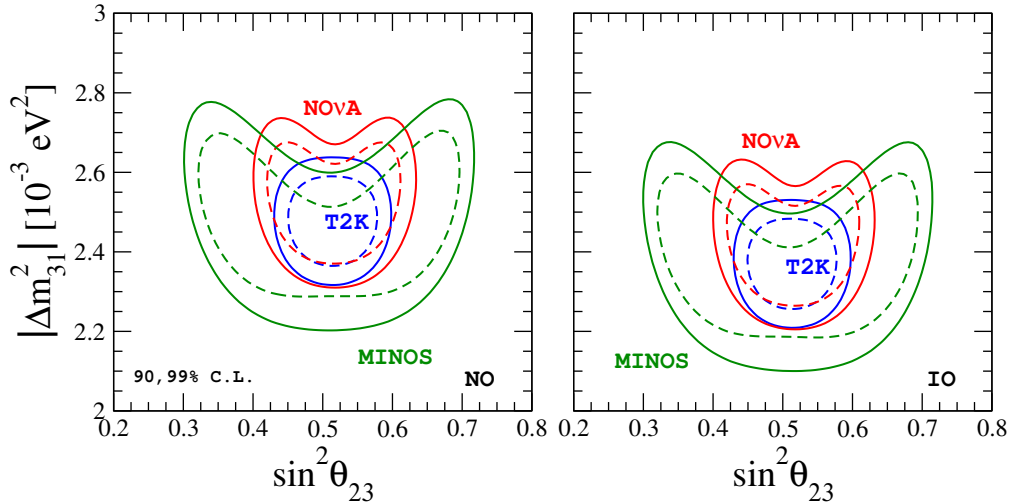 3
2.8
2.6
2.4
2.2
2
|Δm²₃₁| [10⁻³ eV²]
NOνA
T2K
MINOS
90,99% C.L.
NO
0.2 0.3 0.4 0.5 0.6 0.7
sin²θ₂₃
NOνA
T2K
MINOS
IO
0.2 0.3 0.4 0.5 0.6 0.7 0.8
sin²θ₂₃